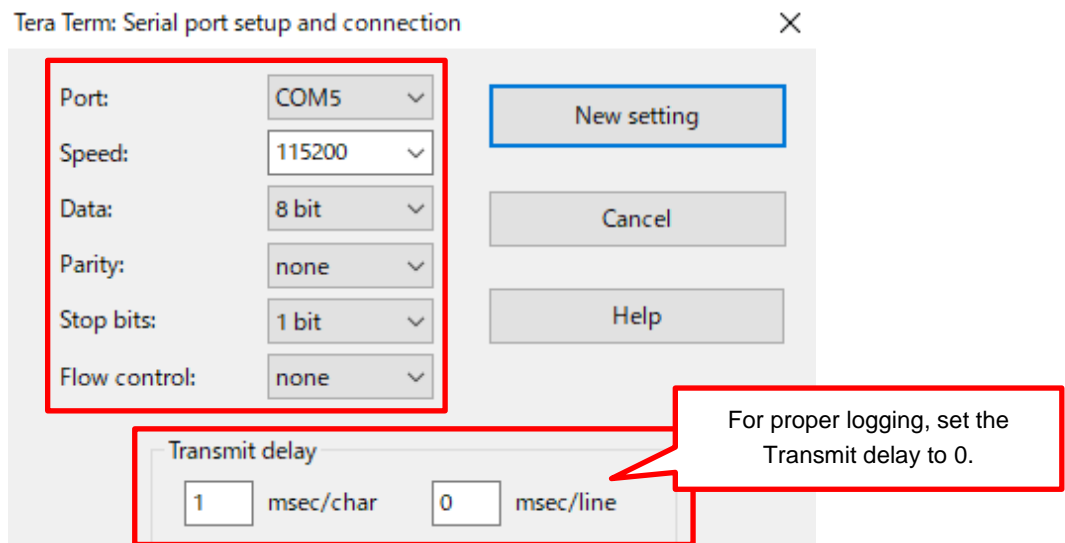 Tera Term: Serial port setup and connection
Port: COM5
New setting
Speed: 115200
Data: 8 bit
Cancel
Parity: none
Stop bits: 1 bit
Help
Flow control: none
For proper logging, set the
Transmit delay to 0.
Transmit delay
1 msec/char 0 msec/line